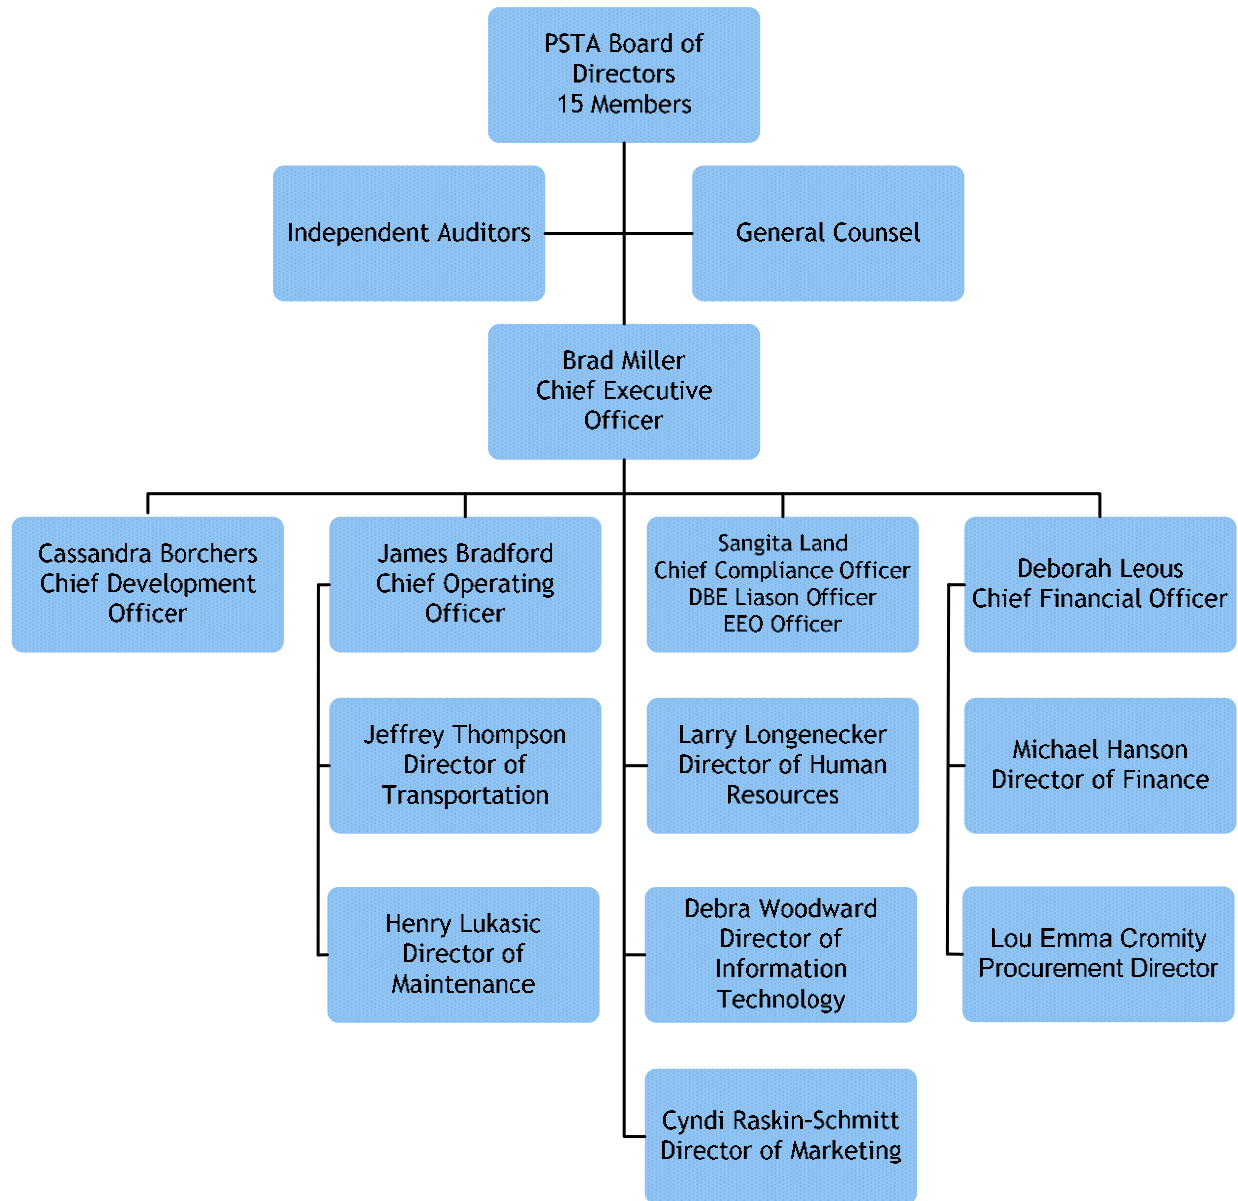 PSTA Board of
Directors
15 Members
Independent Auditors
General Counsel
Brad Miller
Chief Executive
Officer
Cassandra Borchers
Chief Development
Officer
James Bradford
Chief Operating
Officer
Sangita Land
Chief Compliance Officer
DBE Liason Officer
EEO Officer
Deborah Leous
Chief Financial Officer
Jeffrey Thompson
Director of
Transportation
Larry Longenecker
Director of Human
Resources
Michael Hanson
Director of Finance
Henry Lukasic
Director of
Maintenance
Debra Woodward
Director of
Information
Technology
Lou Emma Cromity
Procurement Director
Cyndi Raskin-Schmitt
Director of Marketing